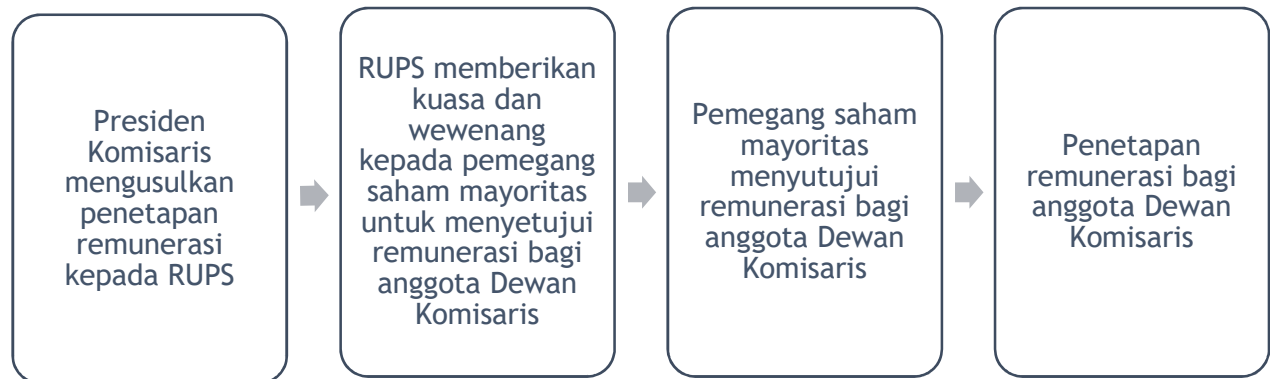 Presiden
Komisaris
mengusulkan
penetapan
remunerasi
kepada RUPS
RUPS memberikan
kuasa dan
wewenang
kepada pemegang
saham mayoritas
untuk menyetujui
remunerasi bagi
anggota Dewan
Komisaris
Pemegang saham
mayoritas
menyutujui
remunerasi bagi
anggota Dewan
Komisaris
Penetapan
remunerasi bagi
anggota Dewan
Komisaris